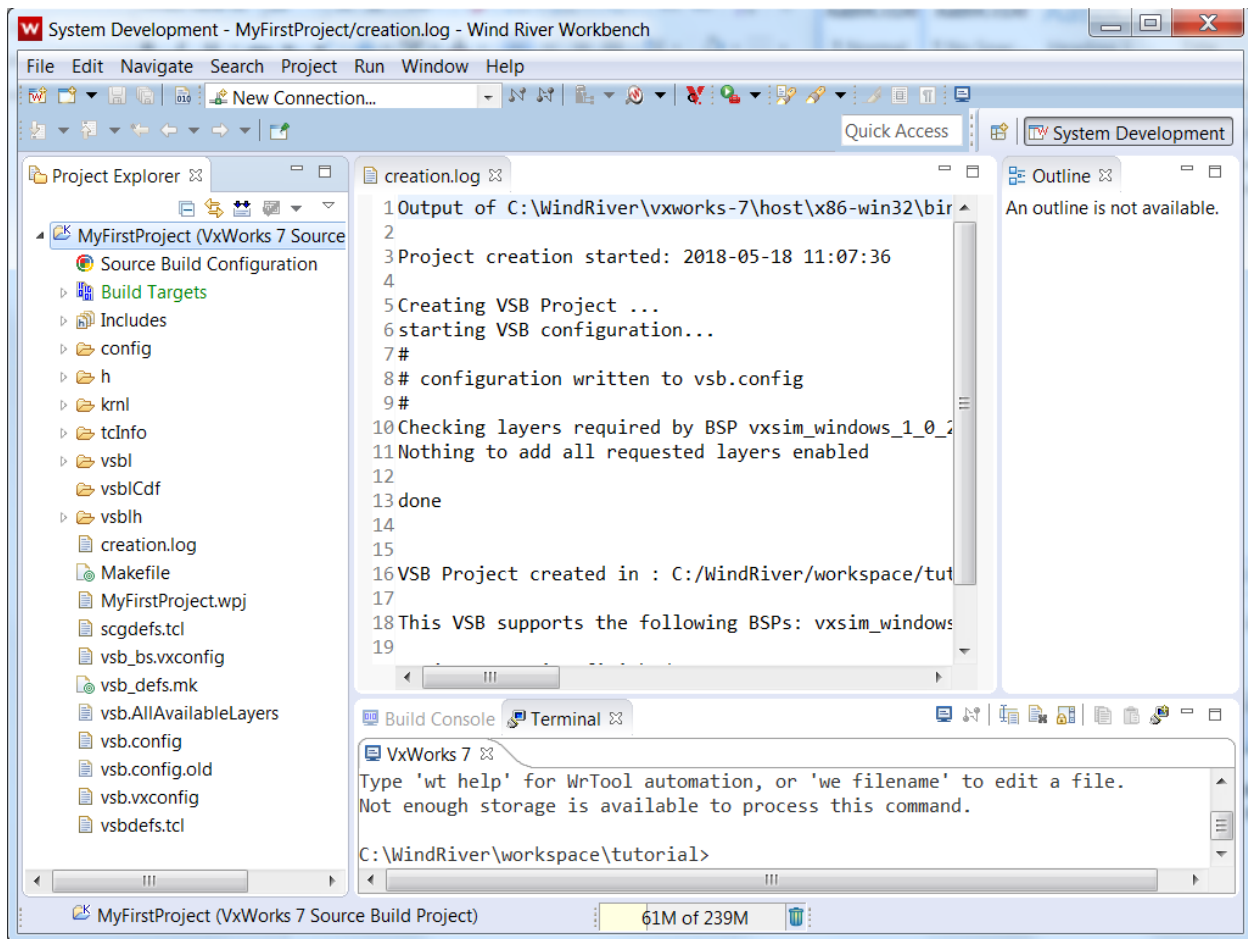 System Development - MyFirstProject/creation.log - Wind River Workbench
File Edit Navigate Search Project Run Window Help
New Connection...
Quick Access
System Development
Project Explorer
MyFirstProject (VxWorks 7 Source
Source Build Configuration
Build Targets
Includes
config
h
krnl
tcInfo
vsbl
vsblCdf
vsblh
creation.log
Makefile
MyFirstProject.wpj
scgdefs.tcl
vsb_bs.vxconfig
vsb_defs.mk
vsb.AllAvailableLayers
vsb.config
vsb.config.old
vsb.vxconfig
vsbdefs.tcl
creation.log
1 Output of C:\WindRiver\vxworks-7\host\x86-win32\bin
2
3 Project creation started: 2018-05-18 11:07:36
4
5 Creating VSB Project ...
6 starting VSB configuration...
7 #
8 # configuration written to vsb.config
9 #
10 Checking layers required by BSP vxsim_windows_1_0_2
11 Nothing to add all requested layers enabled
12
13 done
14
15
16 VSB Project created in : C:/WindRiver/workspace/tut
17
18 This VSB supports the following BSPs: vxsim_windows
19
Outline
An outline is not available.
Build Console
Terminal
VxWorks 7
Type 'wt help' for WrTool automation, or 'we filename' to edit a file.
Not enough storage is available to process this command.
C:\WindRiver\workspace\tutorial>
MyFirstProject (VxWorks 7 Source Build Project)
61M of 239M